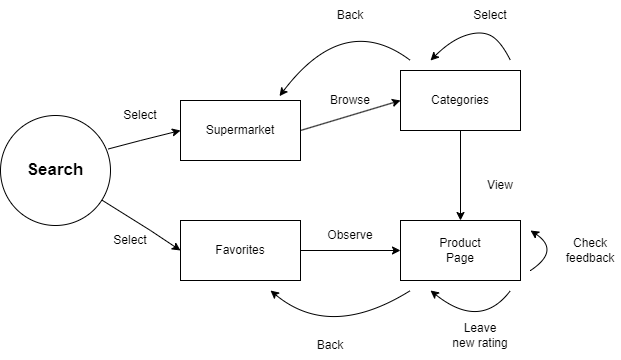 Back
Select
Select
Browse
Categories
Supermarket
Search
View
Select
Favorites
Observe
Product
Page
Check
feedback
Back
Leave
new rating